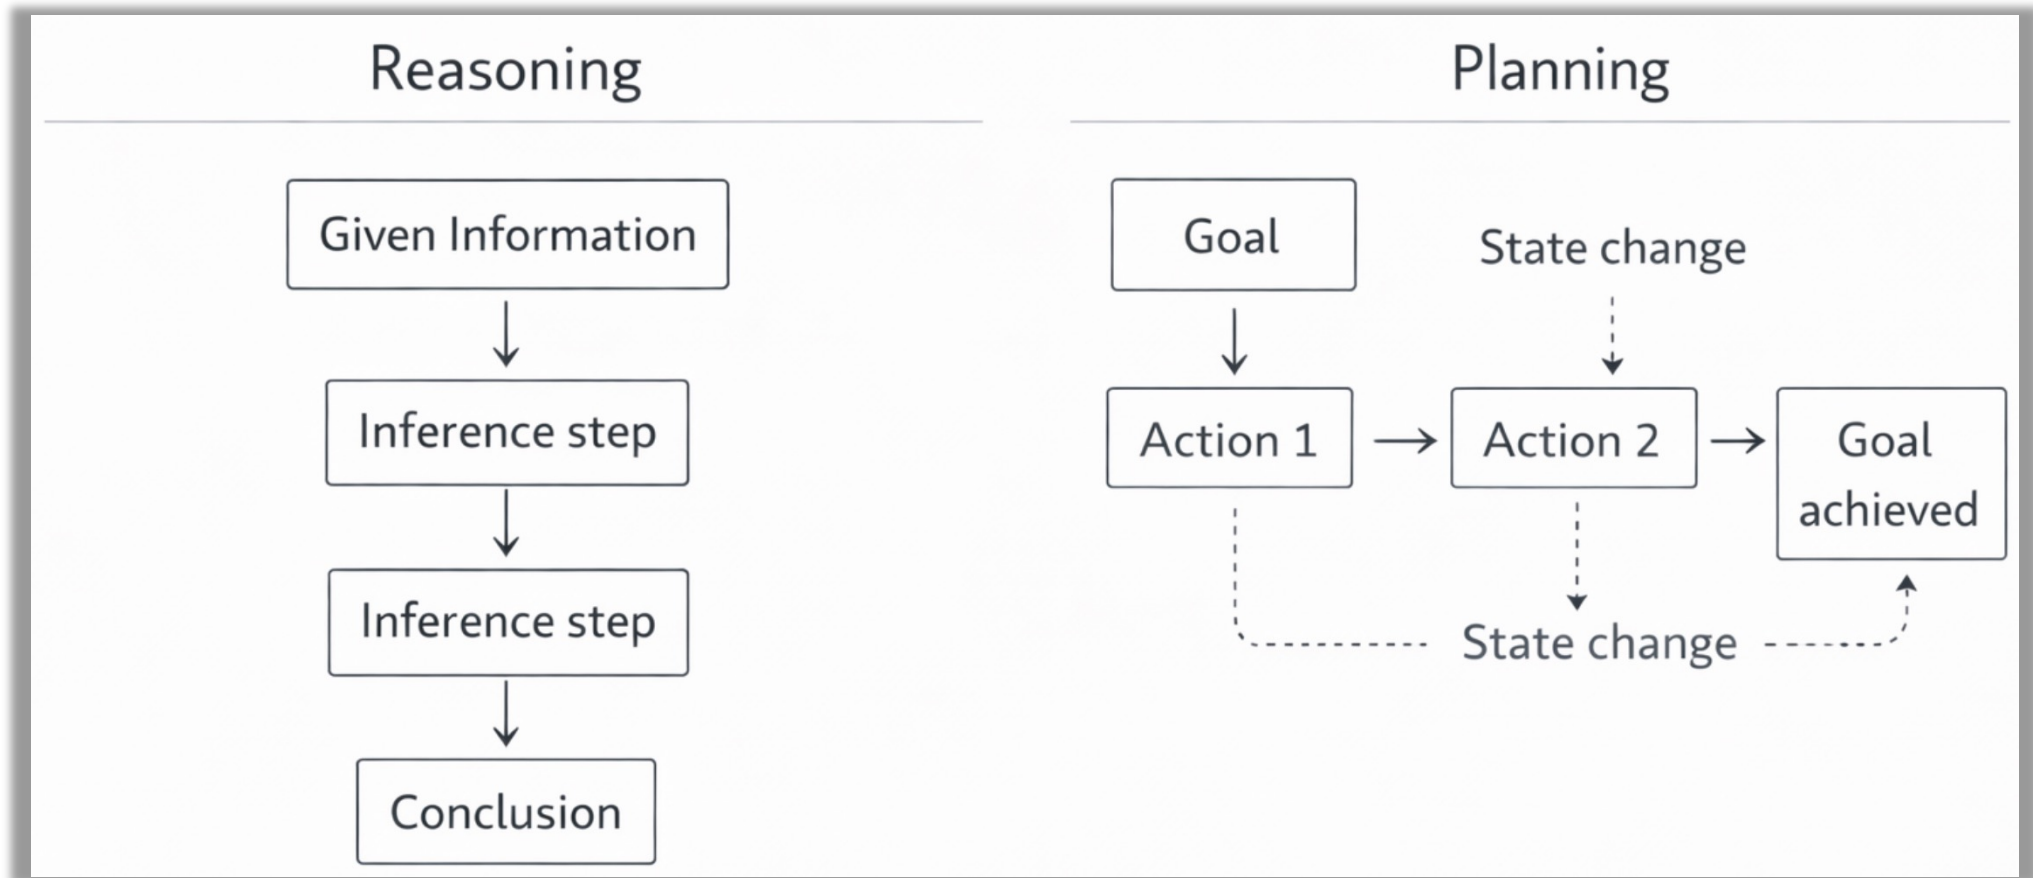 Reasoning
Given Information
Inference step
Inference step
Conclusion
Planning
Goal
State change
Action 1
Action 2
Goal
achieved
State change